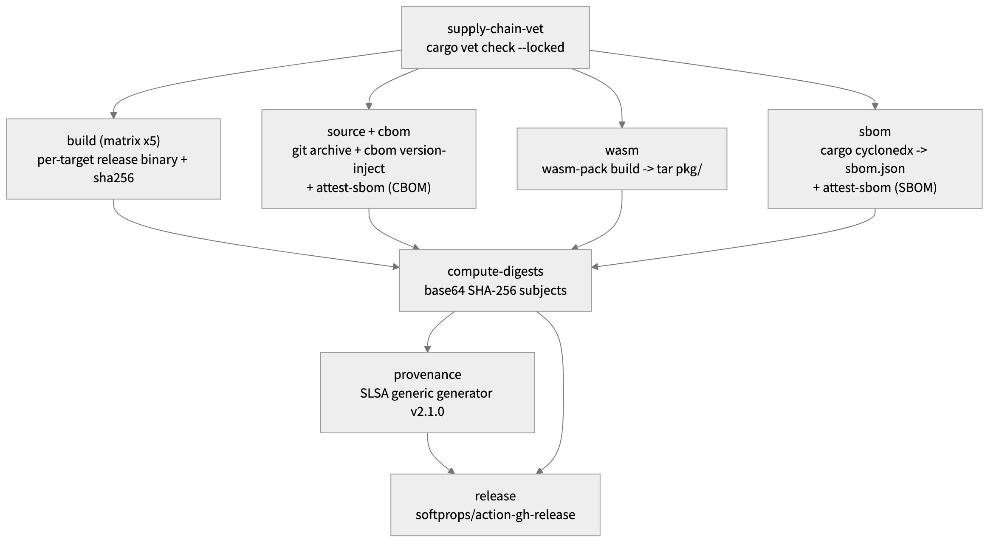 supply-chain-vet
cargo vet check --locked
build (matrix x5)
per-target release binary +
sha256
source + cbom
git archive + cbom version-
inject
+ attest-sbom (CBOM)
wasm
wasm-pack build -> tar pkg/
sbom
cargo cyclonedx ->
sbom.json
+ attest-sbom (SBOM)
compute-digests
base64 SHA-256 subjects
provenance
SLSA generic generator
v2.1.0
release
softprops/action-gh-release